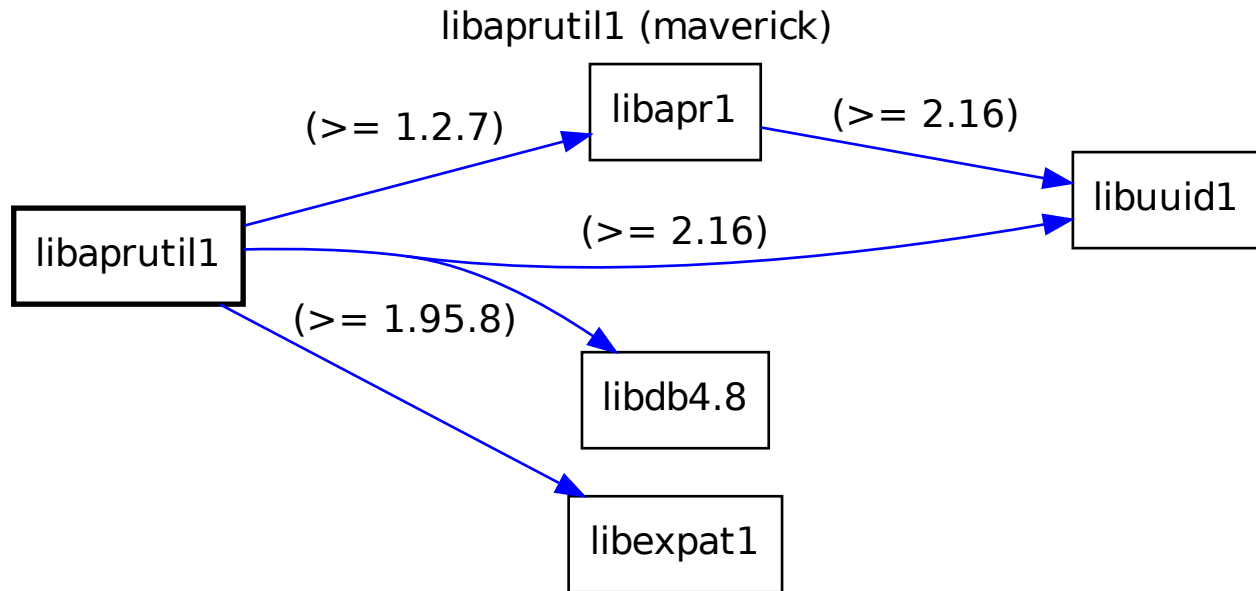 libaprutil1 (maverick)
libapr1
(>= 1.2.7)
(>= 2.16)
libuuid1
libaprutil1
(>= 2.16)
(>= 1.95.8)
libdb4.8
libexpat1